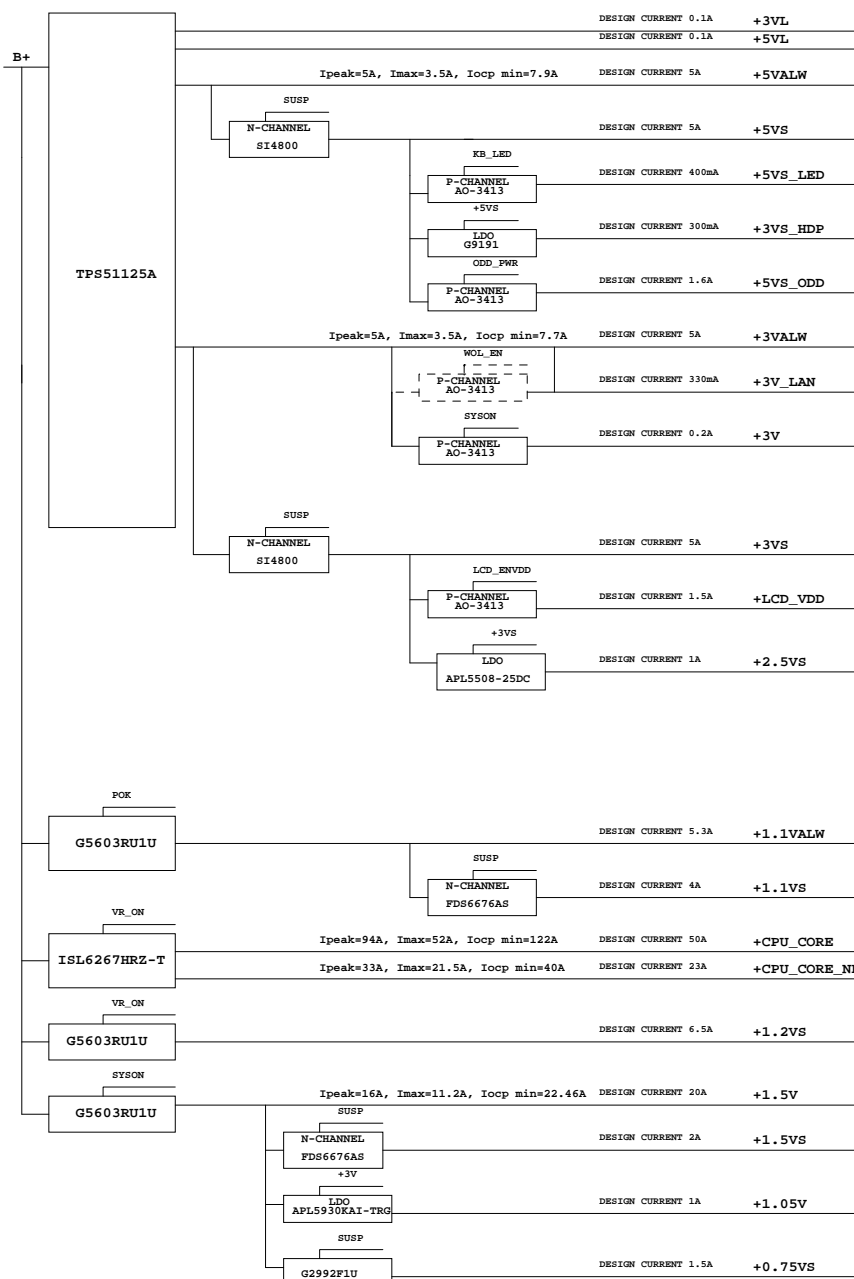 DESIGN CURRENT 0.1A +3VL
DESIGN CURRENT 0.1A +5VL
B+
Ipeak=5A, Imax=3.5A, Iocp min=7.9A DESIGN CURRENT 5A +5VALW
SUSP
N-CHANNEL
SI4800
DESIGN CURRENT 5A +5VS
KB_LED
P-CHANNEL
AO-3413
DESIGN CURRENT 400mA +5VS_LED
+5VS
LDO
G9191
DESIGN CURRENT 300mA +3VS_HDP
ODD_PWR
P-CHANNEL
AO-3413
DESIGN CURRENT 1.6A +5VS_ODD
TPS51125A
Ipeak=5A, Imax=3.5A, Iocp min=7.7A DESIGN CURRENT 5A +3VALW
WOL_EN
P-CHANNEL
AO-3413
DESIGN CURRENT 330mA +3V_LAN
SYSON
P-CHANNEL
AO-3413
DESIGN CURRENT 0.2A +3V
SUSP
N-CHANNEL
SI4800
DESIGN CURRENT 5A +3VS
LCD_ENVDD
P-CHANNEL
AO-3413
DESIGN CURRENT 1.5A +LCD_VDD
+3VS
LDO
APL5508-25DC
DESIGN CURRENT 1A +2.5VS
POK
G5603RU1U
DESIGN CURRENT 5.3A +1.1VALW
SUSP
N-CHANNEL
FDS6676AS
DESIGN CURRENT 4A +1.1VS
VR_ON
ISL6267HRZ-T
Ipeak=94A, Imax=52A, Iocp min=122A DESIGN CURRENT 50A +CPU_CORE
Ipeak=33A, Imax=21.5A, Iocp min=40A DESIGN CURRENT 23A
VR_ON
G5603RU1U
DESIGN CURRENT 6.5A +1.2VS
SYSON
G5603RU1U
Ipeak=16A, Imax=11.2A, Iocp min=22.46A DESIGN CURRENT 20A +1.5V
SUSP
N-CHANNEL
FDS6676AS
DESIGN CURRENT 2A +1.5VS
+3V
LDO
APL5930KAI-TRG
DESIGN CURRENT 1A +1.05V
SUSP
G2992F1U
DESIGN CURRENT 1.5A +0.75VS